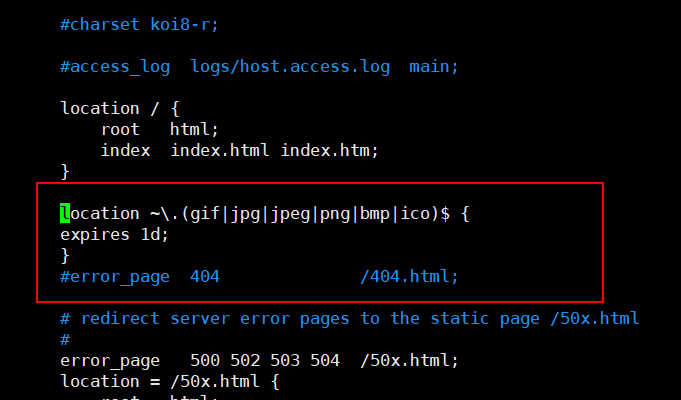 #charset koi8-r;
#access_log  logs/host.access.log  main;
location / {
    root   html;
    index  index.html index.htm;
}
location ~\.(gif|jpg|jpeg|png|bmp|ico)$ {
expires 1d;
}
#error_page  404              /404.html;
# redirect server error pages to the static page /50x.html
#
error_page   500 502 503 504  /50x.html;
location = /50x.html {
    root   html;